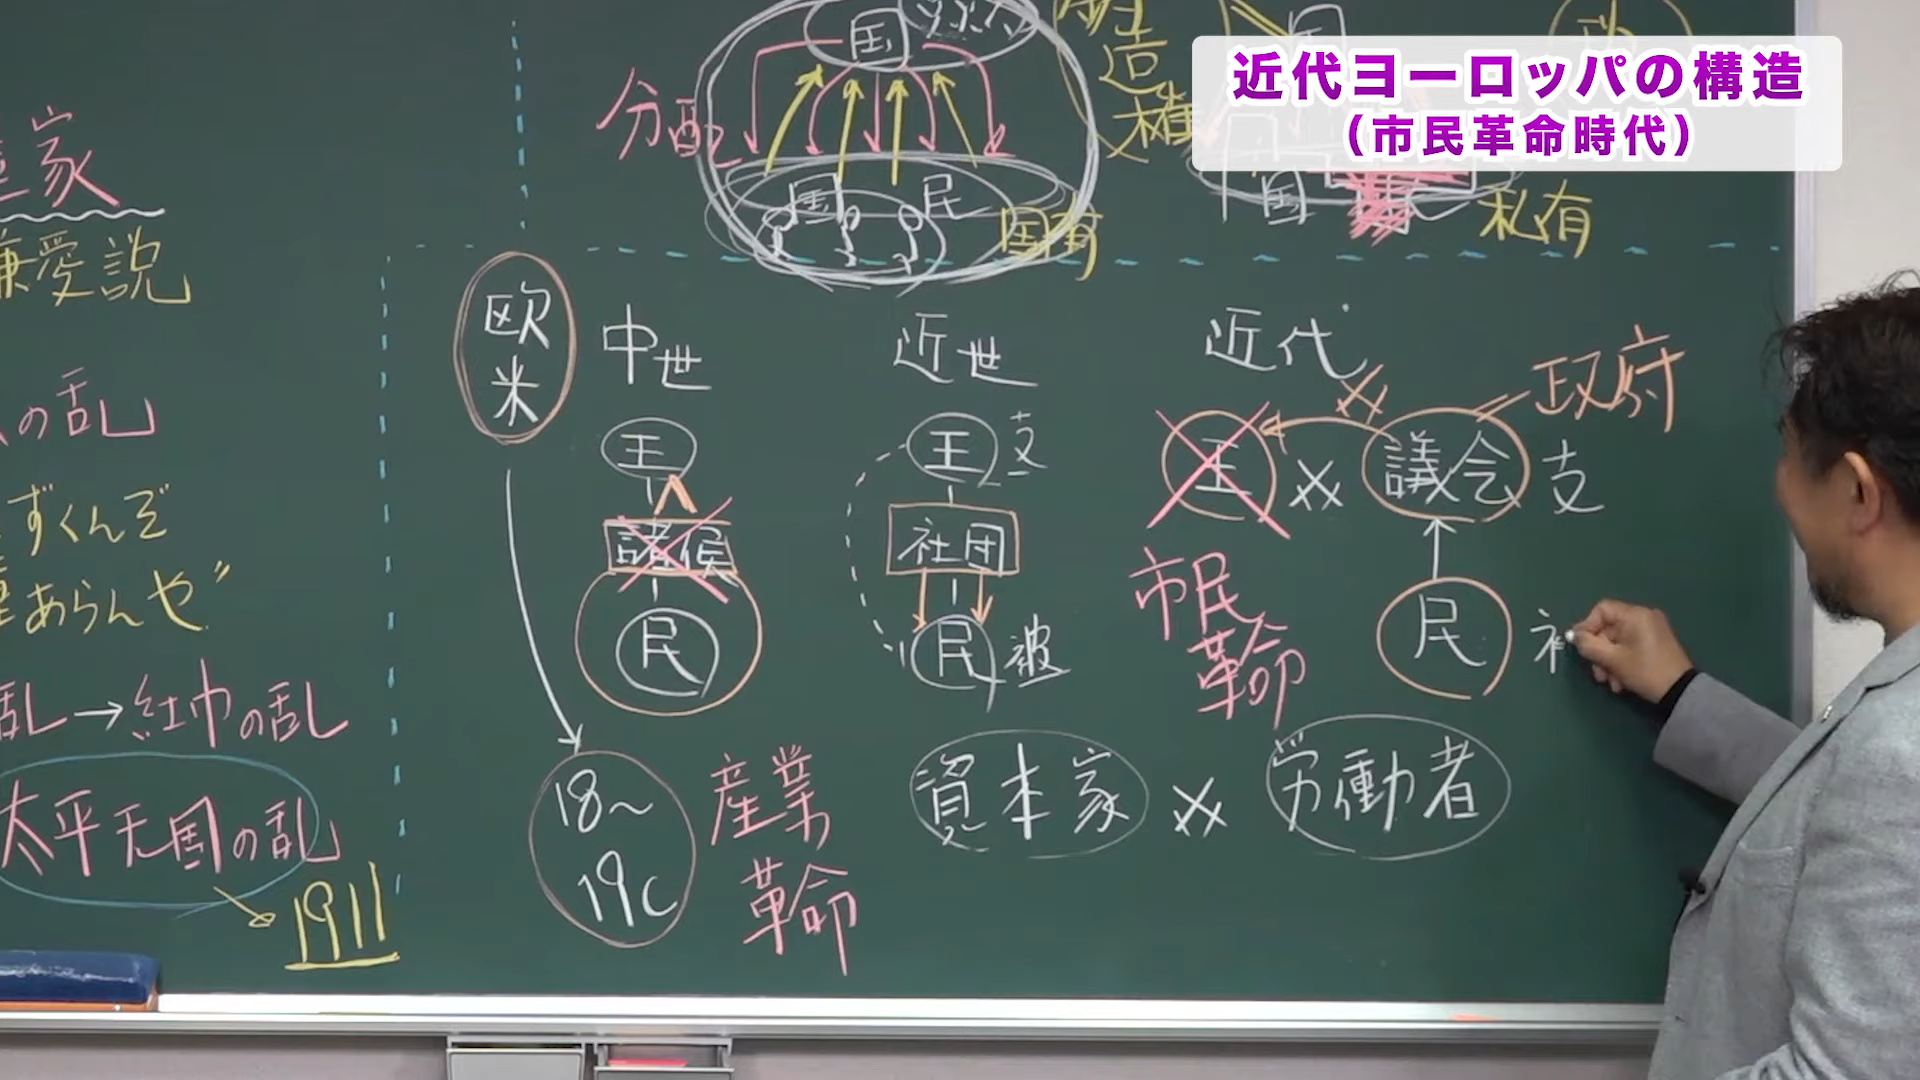 近代ヨーロッパの構造
（市民革命時代）
国
分配
国民
国有
国
国
私有
家
兼愛説
の乱
ずくんぞ
あらんや”
乱→紅巾の乱
太平天国の乱
1911
欧米
中世
王
諸侯
民
近世
王 支
社団
民 被
近代
王 × 議会 支
政府
市民革命
民
18~
19C
産業革命
資本家 × 労働者